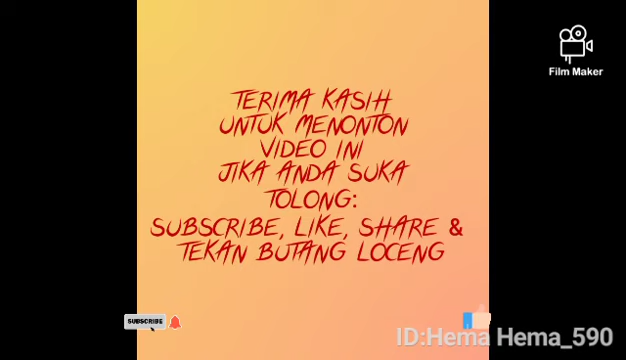 Film Maker
TERIMA KASIH
UNTUK MENONTON
VIDEO INI
JIKA ANDA SUKA
TOLONG:
SUBSCRIBE, LIKE, SHARE &
TEKAN BUTANG LOCENG
SUBSCRIBE
ID:Hema Hema_590